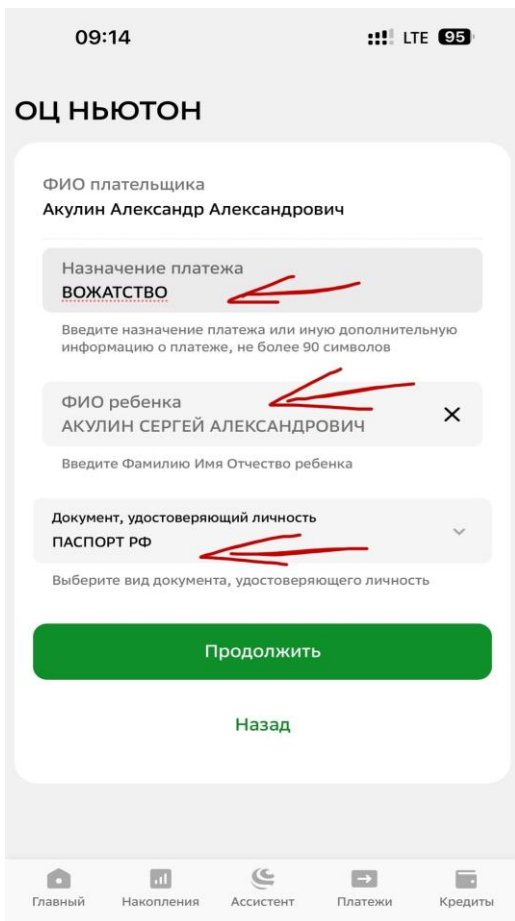 09:14
LTE 95
ОЦ НЬЮТОН
ФИО плательщика
Акулин Александр Александрович
Назначение платежа
ВОЖАТСТВО
Введите назначение платежа или иную дополнительную
информацию о платеже, не более 90 символов
ФИО ребенка
АКУЛИН СЕРГЕЙ АЛЕКСАНДРОВИЧ
Введите Фамилию Имя Отчество ребенка
Документ, удостоверяющий личность
ПАСПОРТ РФ
Выберите вид документа, удостоверяющего личность
Продолжить
Назад
Главный Накопления Ассистент Платежи Кредиты